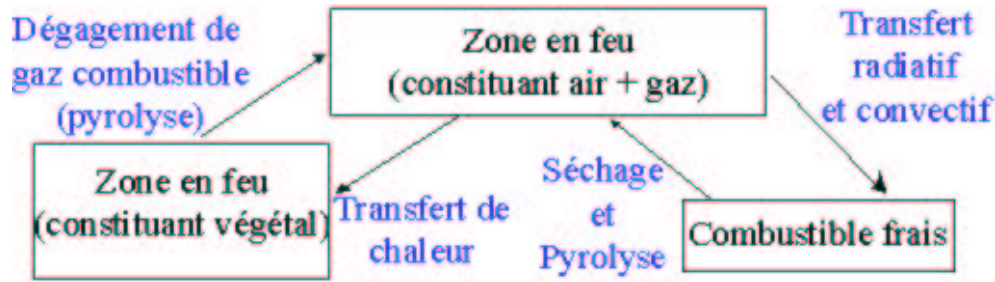 Dégagement de
gaz combustible
(pyrolyse)
Zone en feu
(constituant air + gaz)
Transfert
radiatif
et convectif
Zone en feu
(constituant végétal)
Transfert de
chaleur
Séchage
et
Pyrolyse
Combustible frais